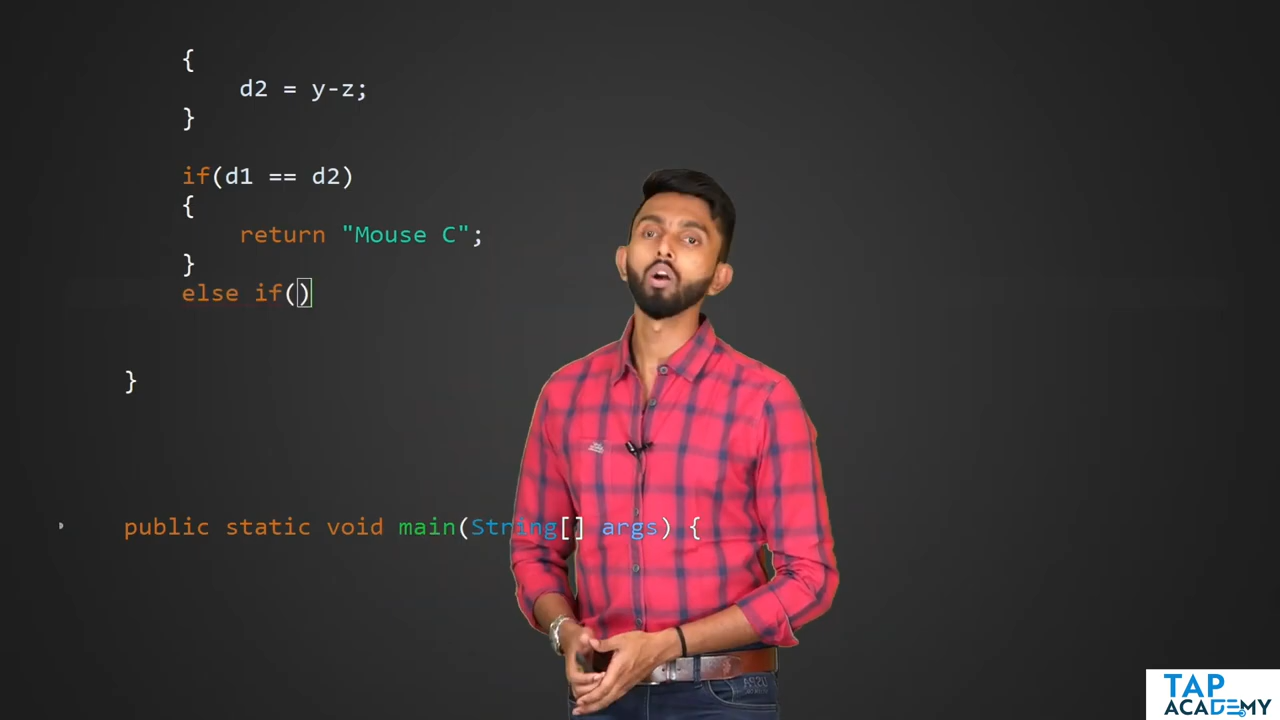 {
d2 = y-z;
}
if(d1 == d2)
{
return "Mouse C";
}
else if()
}
public static void main(String[] args) {
TAP
ACADEMY